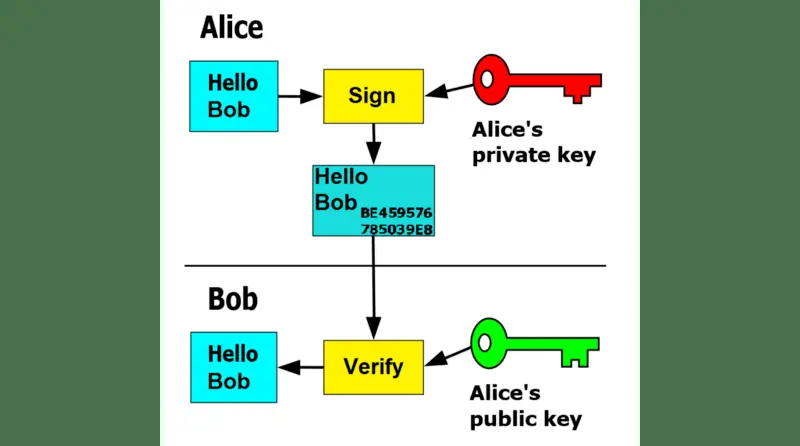 Alice
Hello
Bob
Sign
Alice's
private key
Hello
Bob
BE459576
785039E8
Bob
Hello
Bob
Verify
Alice's
public key